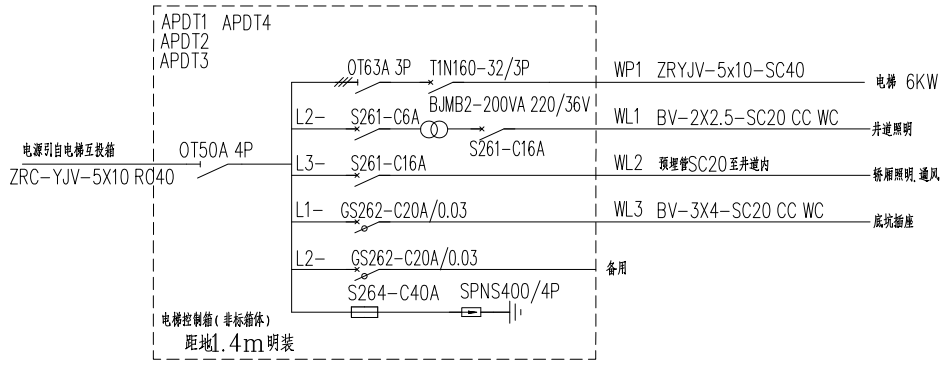 APDT1 APDT4
APDT2
APDT3
OT63A 3P T1N160-32/3P WP1 ZRYJV-5x10-SC40 电梯 6KW
BJMB2-200VA 220/36V
L2- S261-C6A S261-C16A WL1 BV-2X2.5-SC20 CC WC 井道照明
电源引自电梯互投箱 OT50A 4P
ZRC-YJV-5X10 RC40
L3- S261-C16A WL2 预埋管SC20至井道内 轿厢照明.通风
L1- GS262-C20A/0.03 WL3 BV-3X4-SC20 CC WC 底坑插座
L2- GS262-C20A/0.03 备用
S264-C40A SPNS400/4P
电梯控制箱(非标箱体)
距地1.4m明装